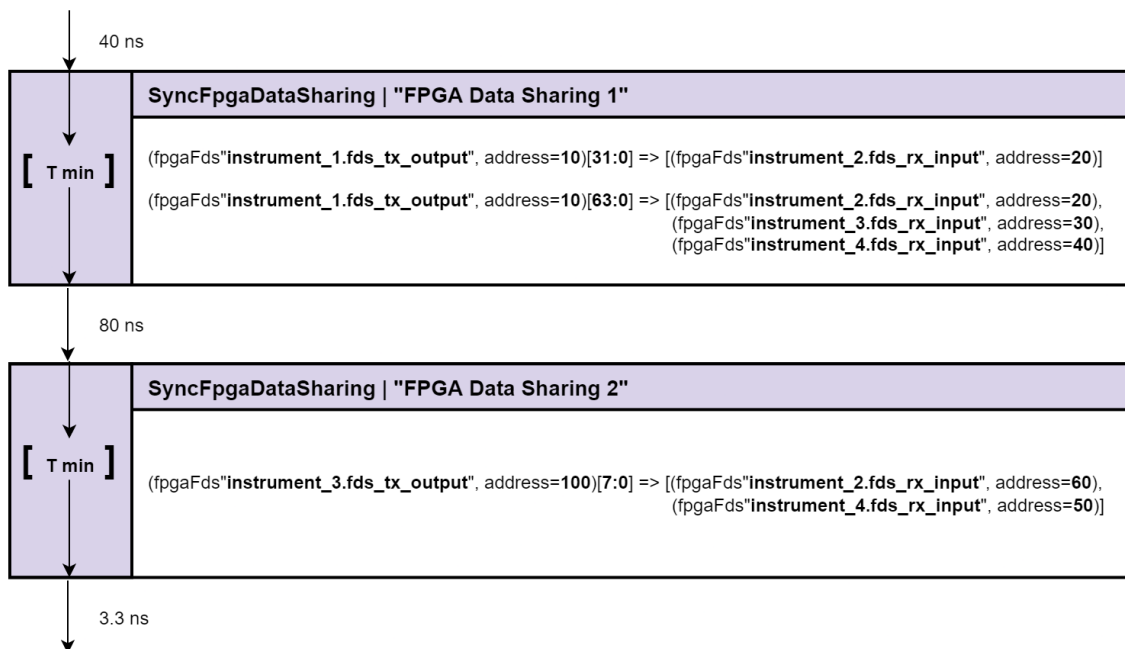 40 ns
SyncFpgaDataSharing | "FPGA Data Sharing 1"
[ T min ]
(fpgaFds"instrument_1.fds_tx_output", address=10)[31:0] => [(fpgaFds"instrument_2.fds_rx_input", address=20)]
(fpgaFds"instrument_1.fds_tx_output", address=10)[63:0] => [(fpgaFds"instrument_2.fds_rx_input", address=20),
(fpgaFds"instrument_3.fds_rx_input", address=30),
(fpgaFds"instrument_4.fds_rx_input", address=40)]
80 ns
SyncFpgaDataSharing | "FPGA Data Sharing 2"
[ T min ]
(fpgaFds"instrument_3.fds_tx_output", address=100)[7:0] => [(fpgaFds"instrument_2.fds_rx_input", address=60),
(fpgaFds"instrument_4.fds_rx_input", address=50)]
3.3 ns